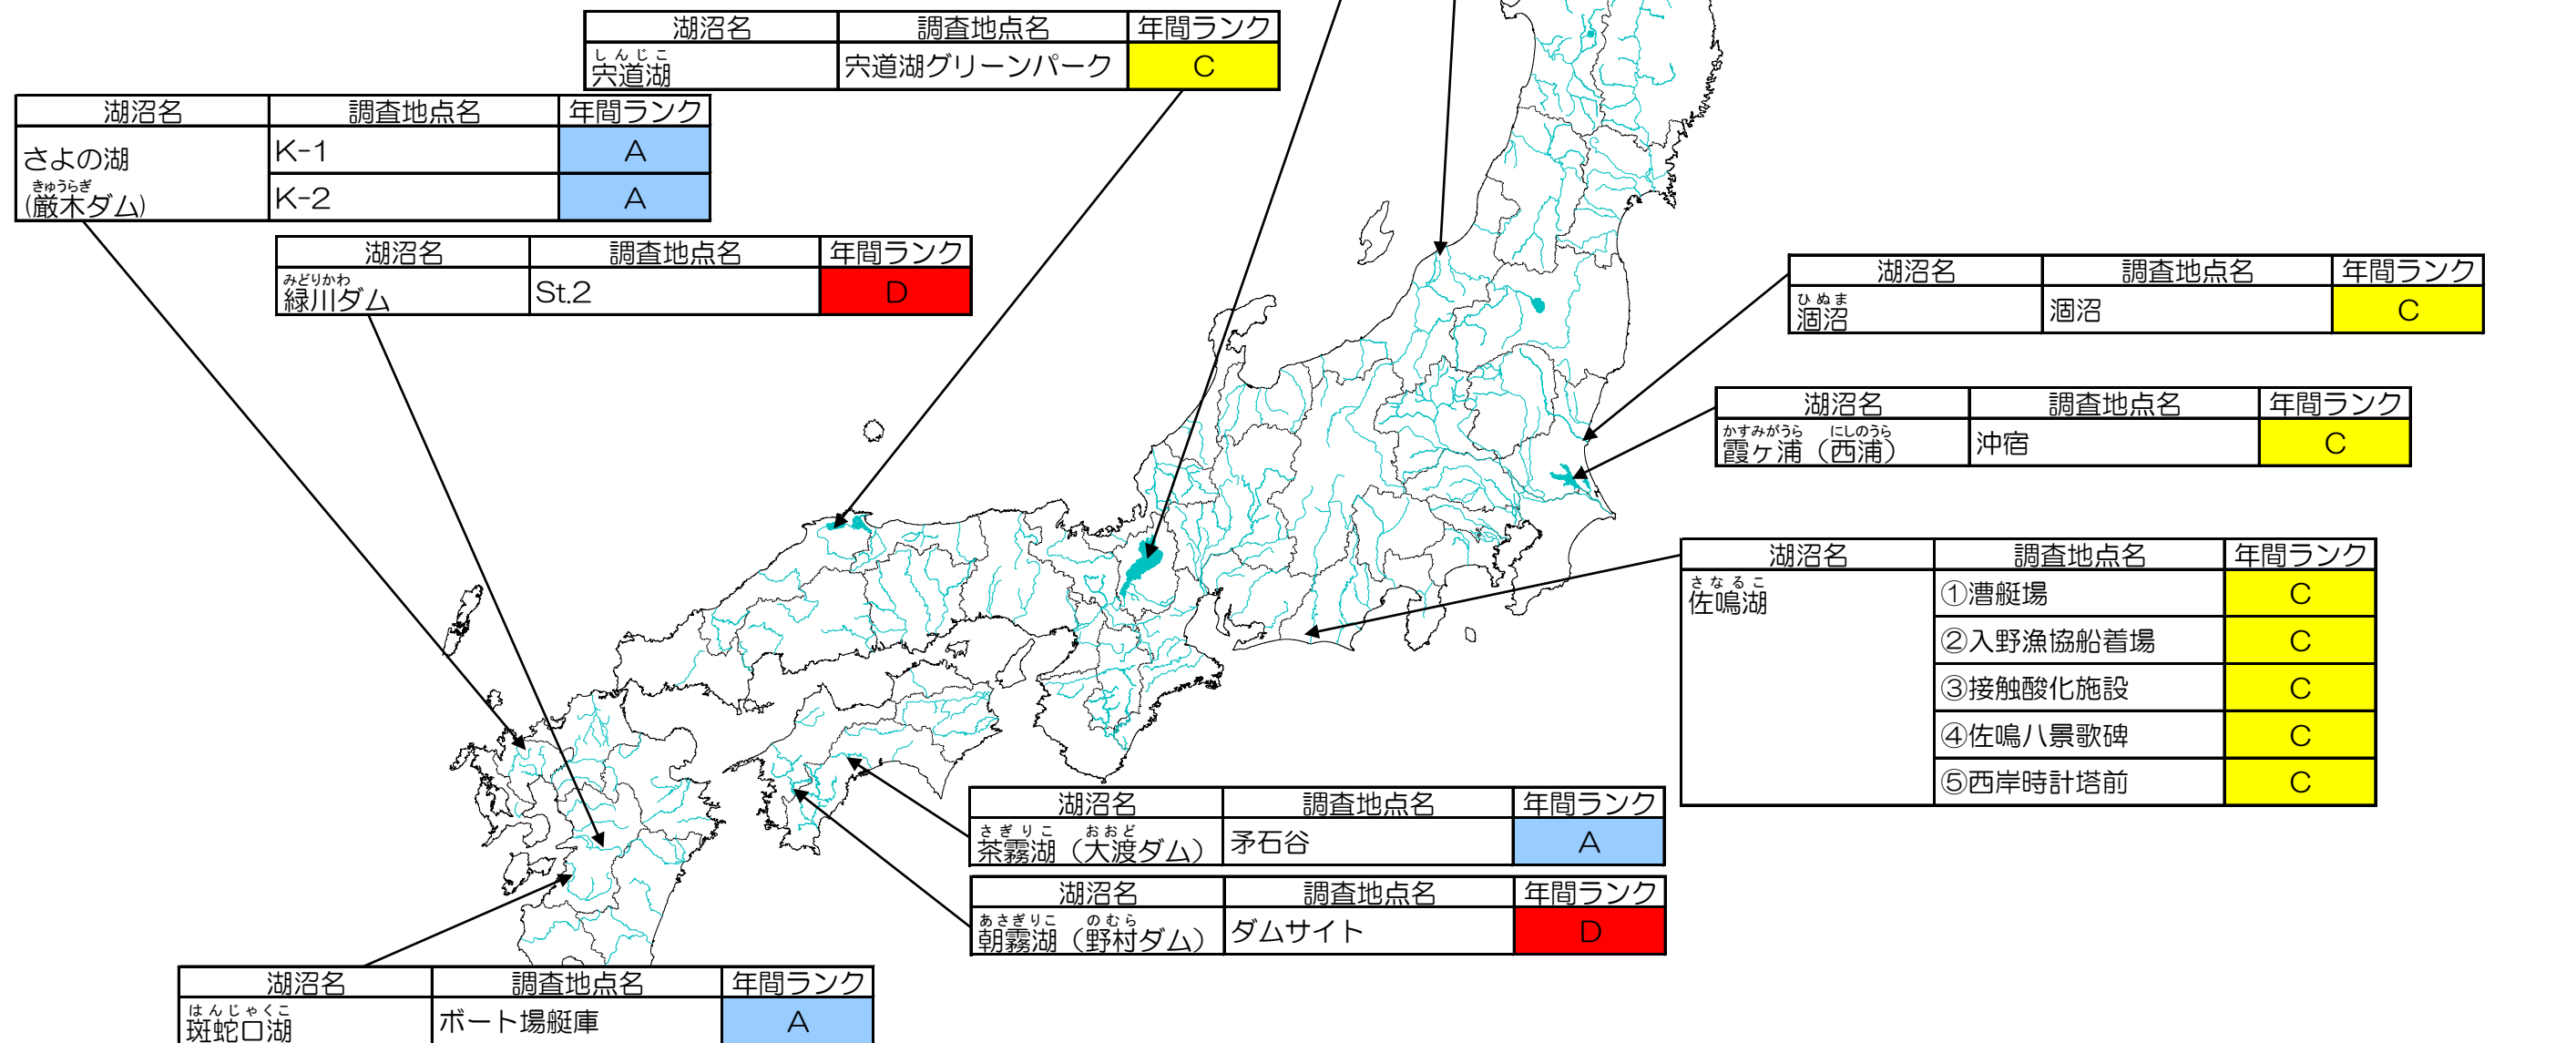 湖沼名 調査地点名 年間ランク
しんじこ
宍道湖 宍道湖グリーンパーク C
湖沼名 調査地点名 年間ランク
さよの湖 K-1 A
きゅうらぎ
(厳木ダム) K-2 A
湖沼名 調査地点名 年間ランク
みどりかわ
緑川ダム St.2 D
湖沼名 調査地点名 年間ランク
ひぬま
涸沼 涸沼 C
湖沼名 調査地点名 年間ランク
かすみがうら にしのうら
霞ヶ浦（西浦） 沖宿 C
湖沼名 調査地点名 年間ランク
さなるこ
佐鳴湖 ①漕艇場 C
②入野漁協船着場 C
③接触酸化施設 C
④佐鳴八景歌碑 C
⑤西岸時計塔前 C
湖沼名 調査地点名 年間ランク
さぎりこ おおど
茶霧湖（大渡ダム） 矛石谷 A
湖沼名 調査地点名 年間ランク
あさぎりこ のむら
朝霧湖（野村ダム） ダムサイト D
湖沼名 調査地点名 年間ランク
はんじゃくこ
斑蛇口湖 ボート場艇庫 A